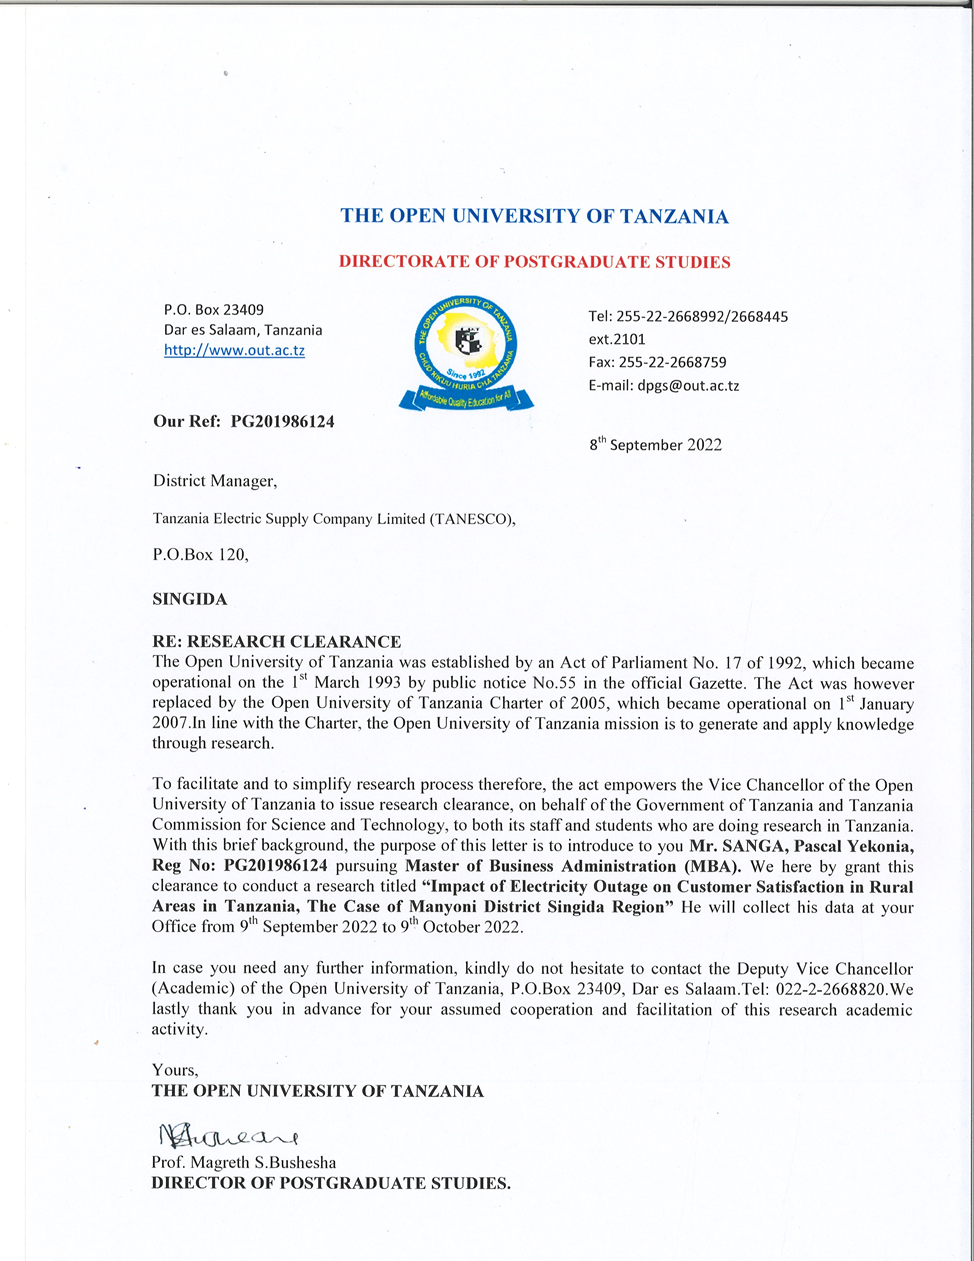 THE OPEN UNIVERSITY OF TANZANIA
DIRECTORATE OF POSTGRADUATE STUDIES
P.O. Box 23409
Dar es Salaam, Tanzania
http://www.out.ac.tz
THE OPEN UNIVERSITY OF TANZANIA
CHUO KIKUU HURIA CHA TANZANIA
Since 1992
Affordable Quality Education for All
Tel: 255-22-2668992/2668445
ext.2101
Fax: 255-22-2668759
E-mail: dpgs@out.ac.tz
Our Ref: PG201986124
8th September 2022
District Manager,
Tanzania Electric Supply Company Limited (TANESCO),
P.O.Box 120,
SINGIDA
RE: RESEARCH CLEARANCE
The Open University of Tanzania was established by an Act of Parliament No. 17 of 1992, which became
operational on the 1st March 1993 by public notice No.55 in the official Gazette. The Act was however
replaced by the Open University of Tanzania Charter of 2005, which became operational on 1st January
2007.In line with the Charter, the Open University of Tanzania mission is to generate and apply knowledge
through research.
To facilitate and to simplify research process therefore, the act empowers the Vice Chancellor of the Open
University of Tanzania to issue research clearance, on behalf of the Government of Tanzania and Tanzania
Commission for Science and Technology, to both its staff and students who are doing research in Tanzania.
With this brief background, the purpose of this letter is to introduce to you Mr. SANGA, Pascal Yekonia,
Reg No: PG201986124 pursuing Master of Business Administration (MBA). We here by grant this
clearance to conduct a research titled “Impact of Electricity Outage on Customer Satisfaction in Rural
Areas in Tanzania, The Case of Manyoni District Singida Region” He will collect his data at your
Office from 9th September 2022 to 9th October 2022.
In case you need any further information, kindly do not hesitate to contact the Deputy Vice Chancellor
(Academic) of the Open University of Tanzania, P.O.Box 23409, Dar es Salaam.Tel: 022-2-2668820.We
lastly thank you in advance for your assumed cooperation and facilitation of this research academic
activity.
Yours,
THE OPEN UNIVERSITY OF TANZANIA
Prof. Magreth S.Bushesha
DIRECTOR OF POSTGRADUATE STUDIES.